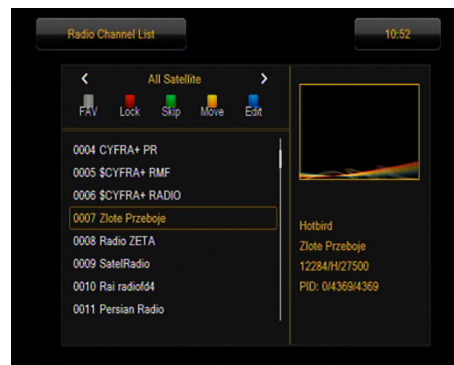 Radio Channel List
10:52
All Satellite
FAV Lock Skip Move Edit
0004 CYFRA+ PR
0005 $CYFRA+ RMF
0006 $CYFRA+ RADIO
0007 Zlote Przeboje
0008 Radio ZETA
0009 SatelRadio
0010 Rai radiofd4
0011 Persian Radio
Hotbird
Zlote Przeboje
12284/H/27500
PID: 0/4369/4369